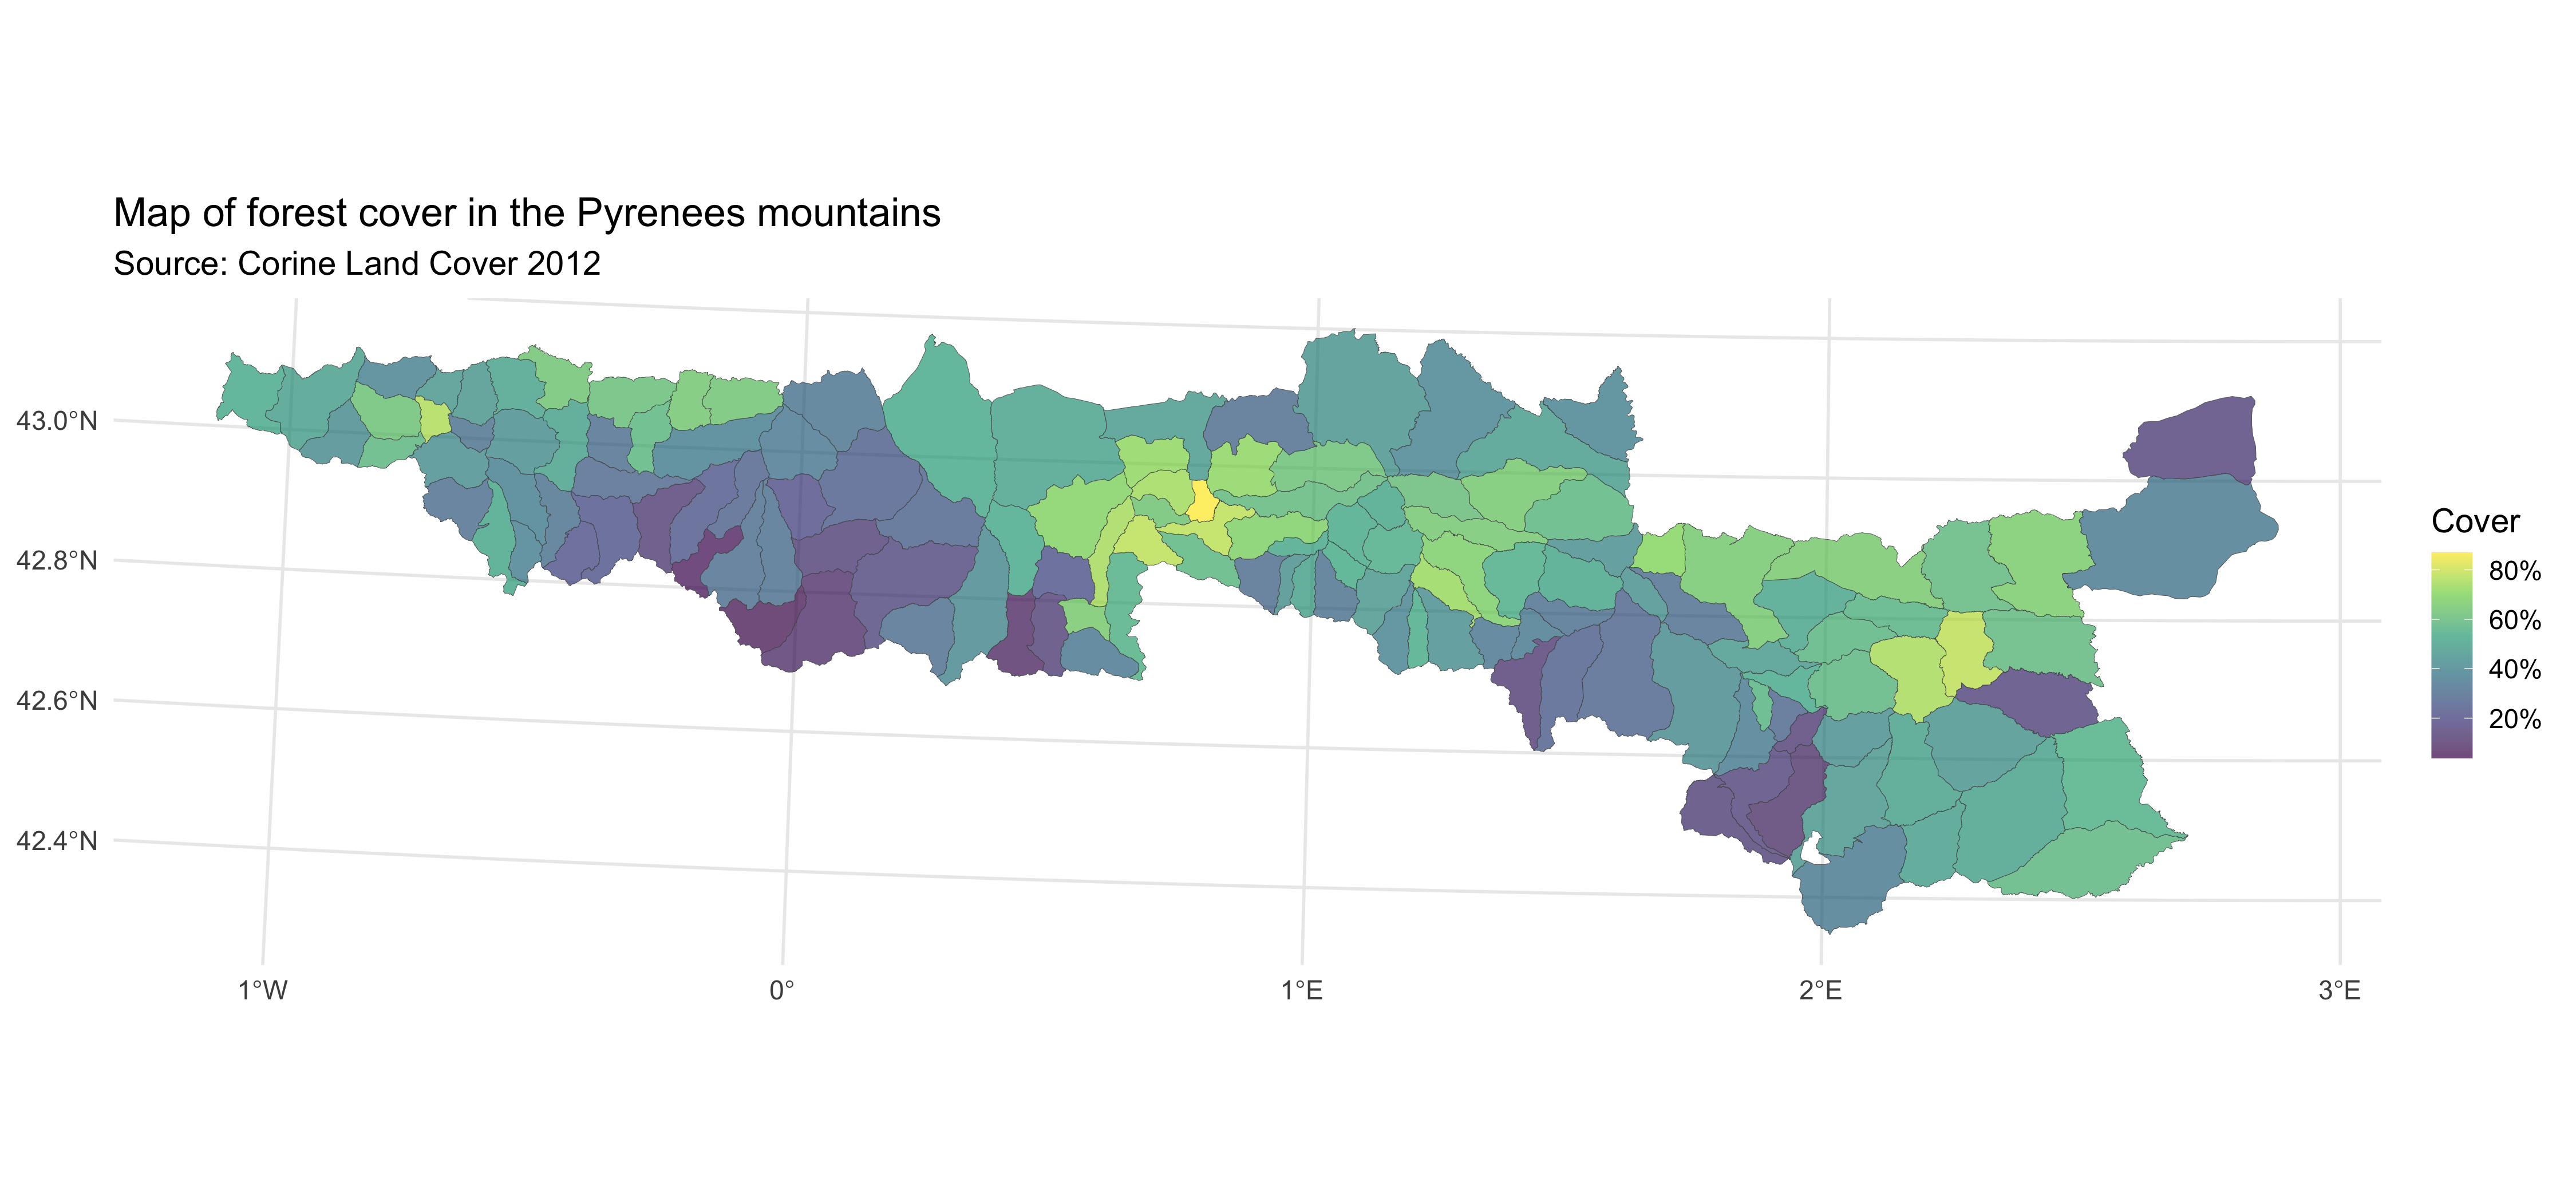 Map of forest cover in the Pyrenees mountains
Source: Corine Land Cover 2012
43.0°N
42.8°N
42.6°N
42.4°N
1°W
0°
1°E
2°E
3°E
Cover
80%
60%
40%
20%